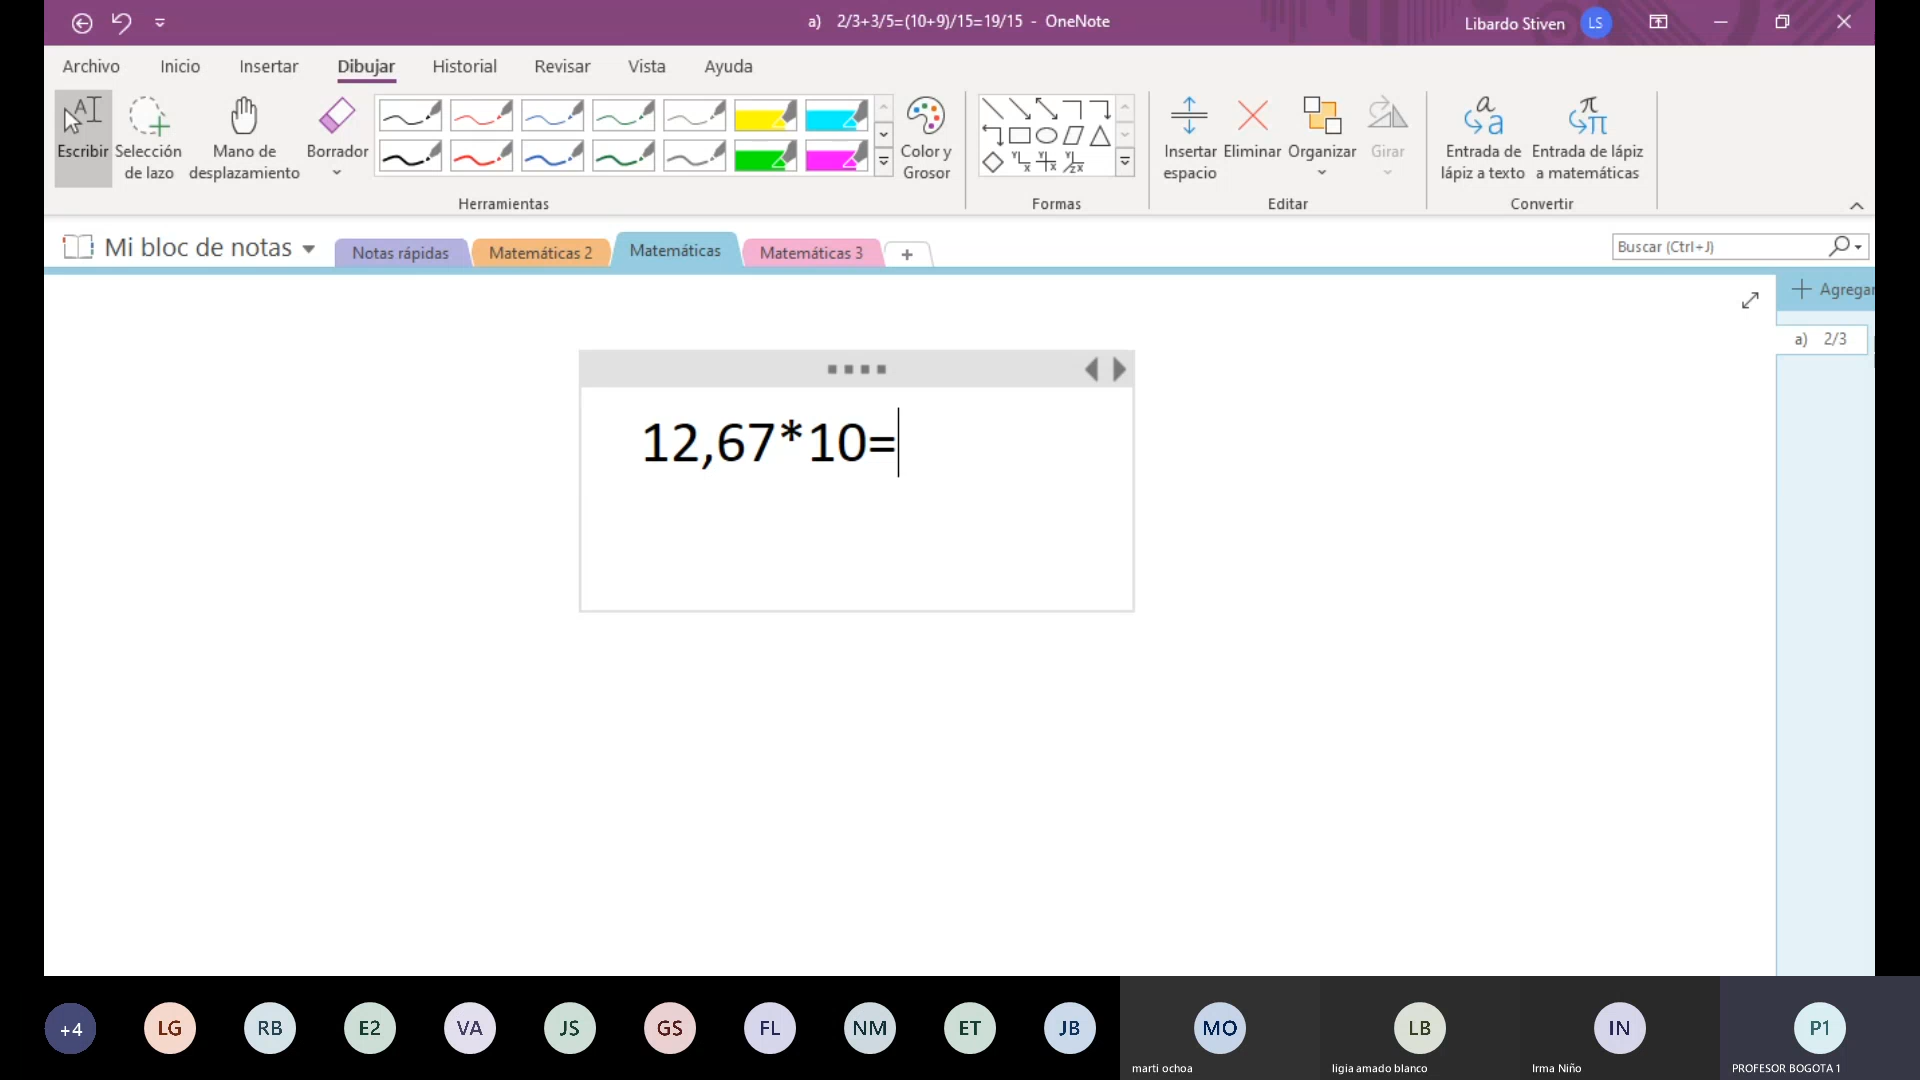 a) 2/3+3/5=(10+9)/15=19/15 - OneNote
Libardo Stiven LS
Archivo Inicio Insertar Dibujar Historial Revisar Vista Ayuda
Escribir
Selección de lazo
Mano de desplazamiento
Borrador
Color y Grosor
Insertar espacio
Eliminar
Organizar
Girar
Entrada de lápiz a texto
Entrada de lápiz a matemáticas
Herramientas Formas Editar Convertir
Mi bloc de notas Notas rápidas Matemáticas 2 Matemáticas Matemáticas 3
Buscar (Ctrl+J)
Agregar
a) 2/3
12,67*10=
+4 LG RB E2 VA JS GS FL NM ET JB MO LB IN P1
marti ochoa ligia amado blanco Irma Niño PROFESOR BOGOTA 1